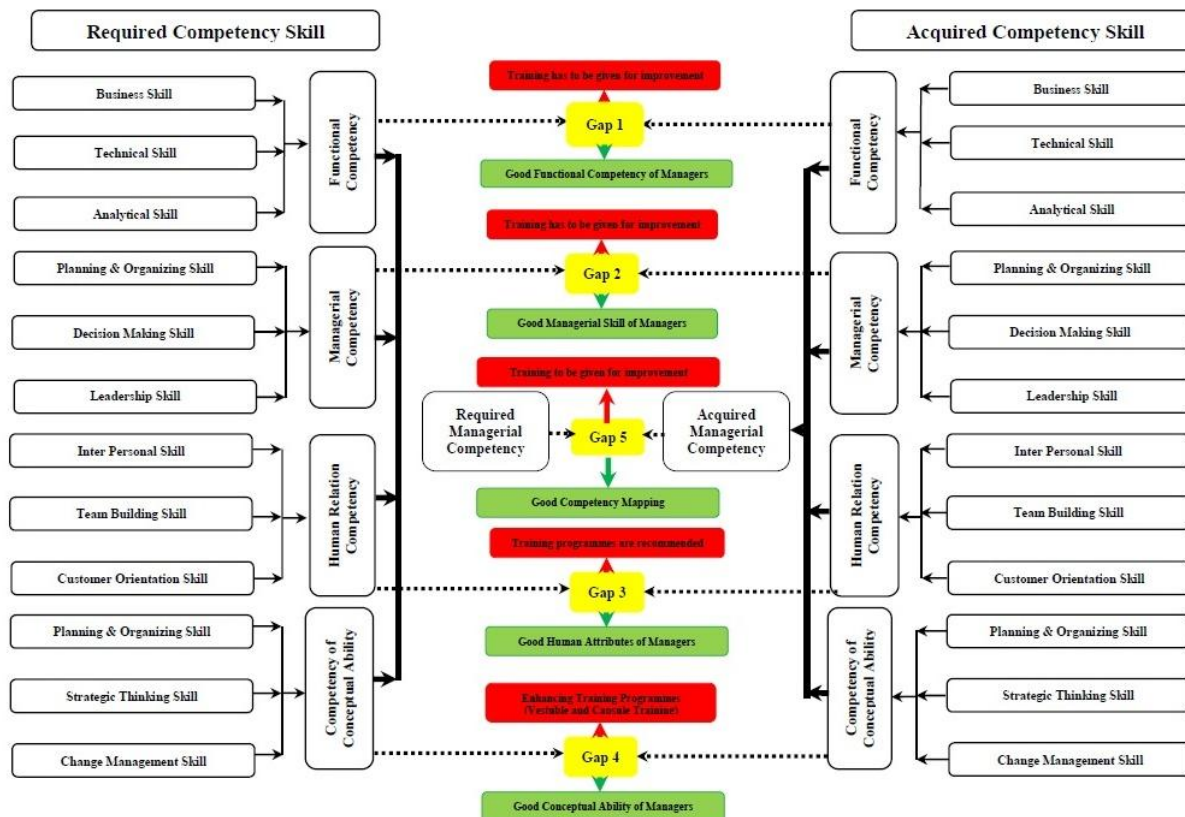 Required Competency Skill
Acquired Competency Skill
Business Skill
Technical Skill
Analytical Skill
Functional
Competency
Planning & Organizing Skill
Decision Making Skill
Leadership Skill
Managerial
Competency
Inter Personal Skill
Team Building Skill
Customer Orientation Skill
Human Relation
Competency
Planning & Organizing Skill
Strategic Thinking Skill
Change Management Skill
Competency of
Conceptual Ability
Training has to be given for improvement
Gap 1
Good Functional Competency of Managers
Training has to be given for improvement
Gap 2
Good Managerial Skill of Managers
Training to be given for improvement
Required
Managerial
Competency
Gap 5
Acquired
Managerial
Competency
Good Competency Mapping
Training programmes are recommended
Gap 3
Good Human Attributes of Managers
Enhancing Training Programmes
(Vestuble and Training)
Gap 4
Good Conceptual Ability of Managers
Functional
Competency
Business Skill
Technical Skill
Analytical Skill
Managerial
Competency
Planning & Organizing Skill
Decision Making Skill
Leadership Skill
Human Relation
Competency
Inter Personal Skill
Team Building Skill
Customer Orientation Skill
Competency of
Conceptual Ability
Planning & Organizing Skill
Strategic Thinking Skill
Change Management Skill